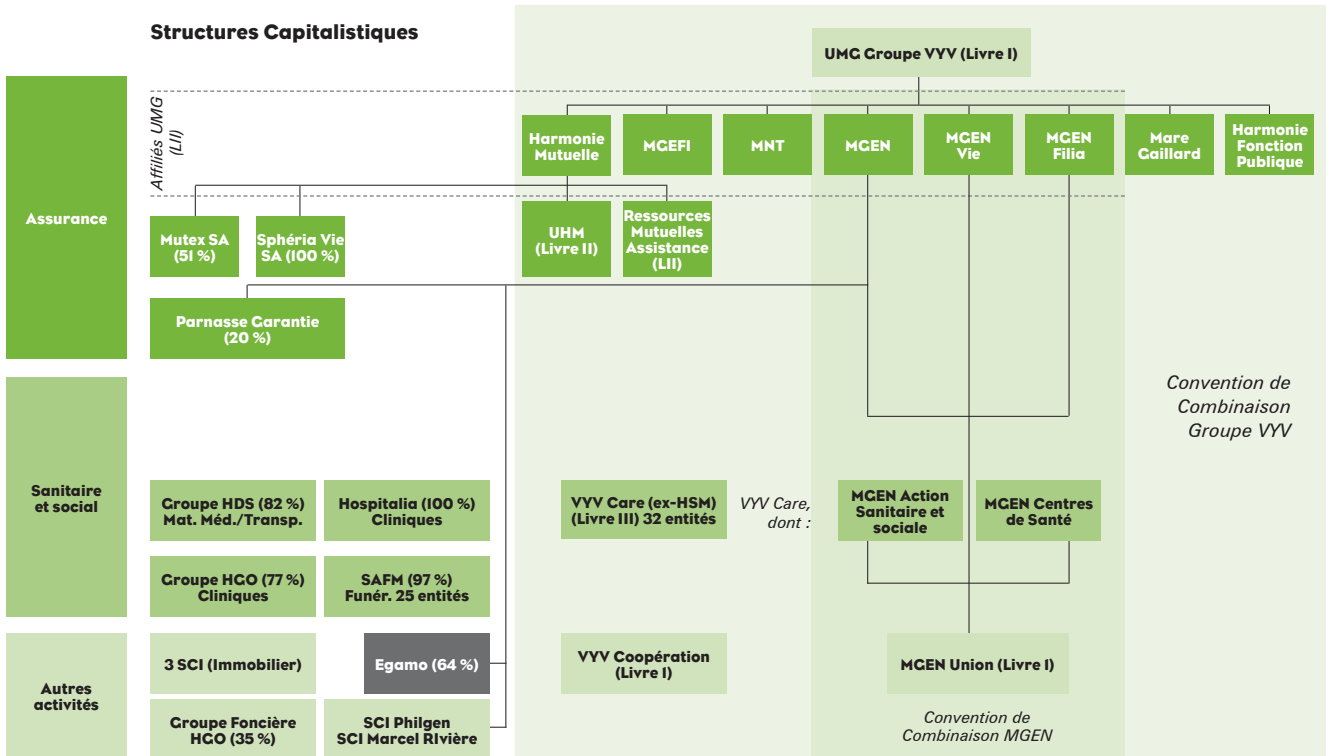 Structures Capitalistiques
UMG Groupe VYV (Livre I)
Affiliés UMG
(LII)
Harmonie
Mutuelle
MGEFI
MNT
MGEN
MGEN
Vie
MGEN
Filia
Mare
Gaillard
Harmonie
Fonction
Publique
Assurance
Mutex SA
(51 %)
Sphéria Vie
SA (100 %)
UHM
(Livre II)
Ressources
Mutuelles
Assistance
(LII)
Parnasse Garantie
(20 %)
Convention de
Combinaison
Groupe VYV
Sanitaire
et social
Groupe HDS (82 %)
Mat. Méd./Transp.
Hospitalia (100 %)
Cliniques
VYV Care (ex-HSM)
(Livre III) 32 entités
VYV Care,
dont :
MGEN Action
Sanitaire et
sociale
MGEN Centres
de Santé
Groupe HGO (77 %)
Cliniques
SAFM (97 %)
Funér. 25 entités
Autres
activités
3 SCI (Immobilier)
Egamo (64 %)
VYV Coopération
(Livre I)
MGEN Union (Livre I)
Groupe Foncière
HGO (35 %)
SCI Philgen
SCI Marcel RIvière
Convention de
Combinaison MGEN